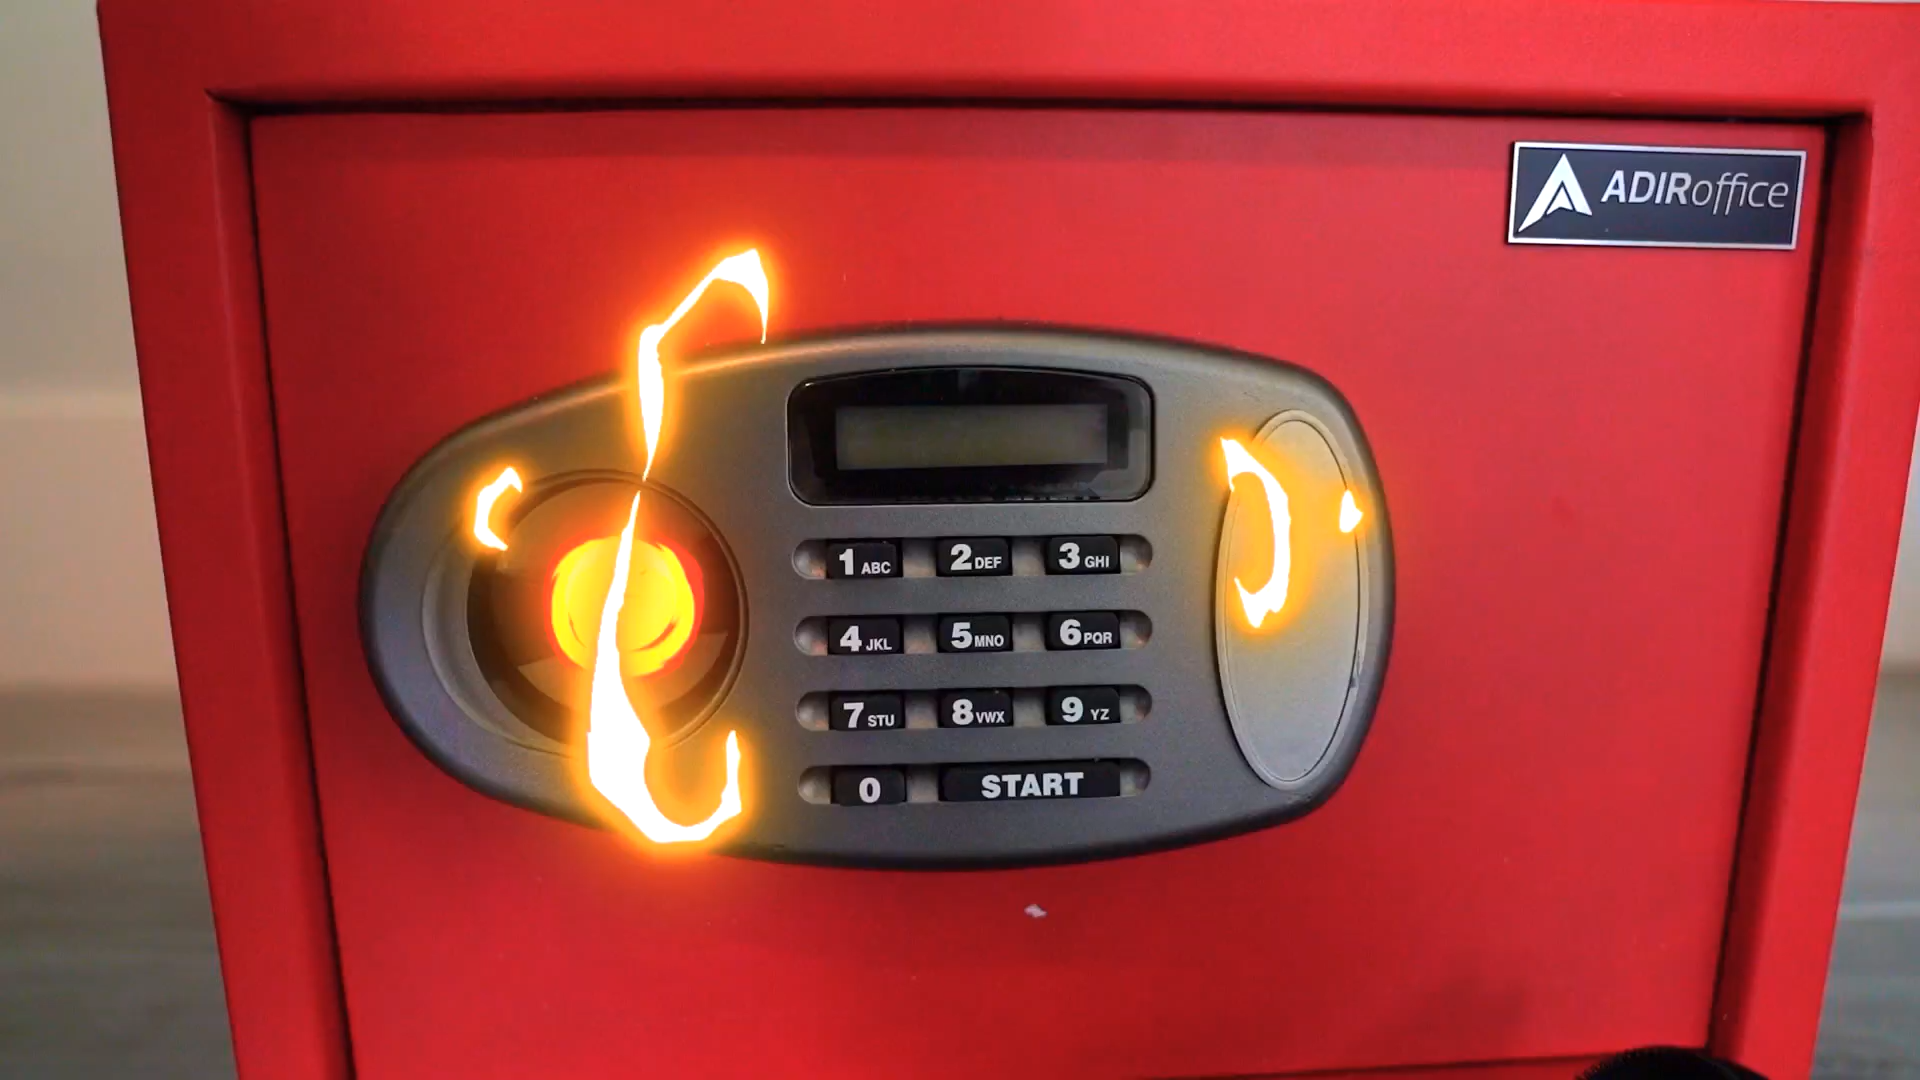 ADIRoffice
1 ABC 2 DEF 3 GHI
4 JKL 5 MNO 6 PQR
7 STU 8 VWX 9 YZ
0 START